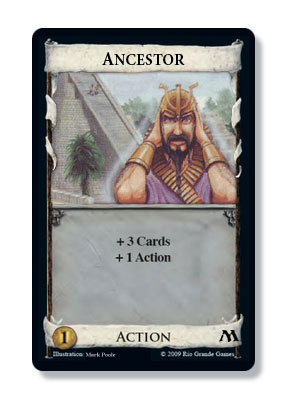 ANCESTOR
+ 3 Cards
+ 1 Action
1
ACTION
Illustration: Mark Poole
© 2009 Rio Grande Games